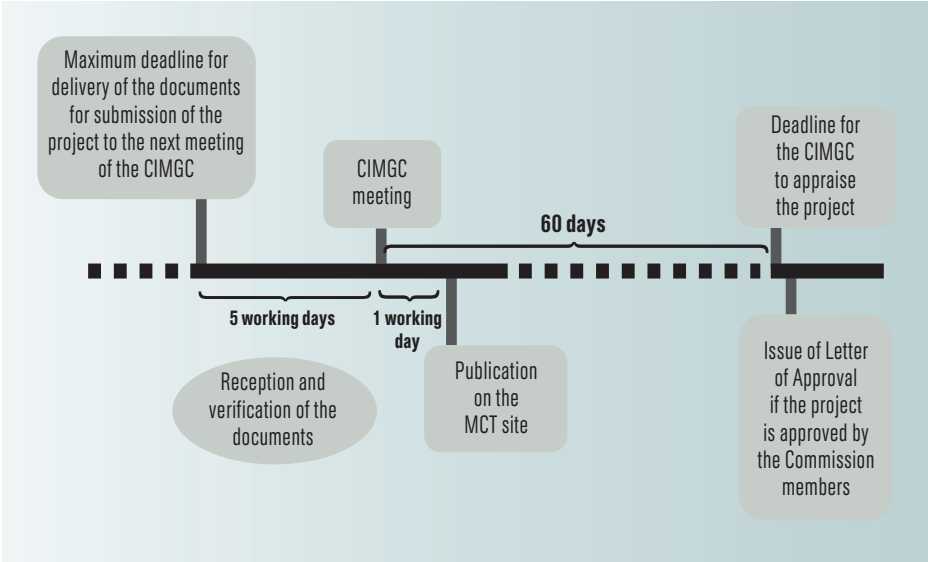 Maximum deadline for
delivery of the documents
for submission of the
project to the next meeting
of the CIMGC
CIMGC
meeting
Deadline for
the CIMGC
to appraise
the project
60 days
5 working days
1 working
day
Reception and
verification of the
documents
Publication
on the
MCT site
Issue of Letter
of Approval
if the project
is approved by
the Commission
members